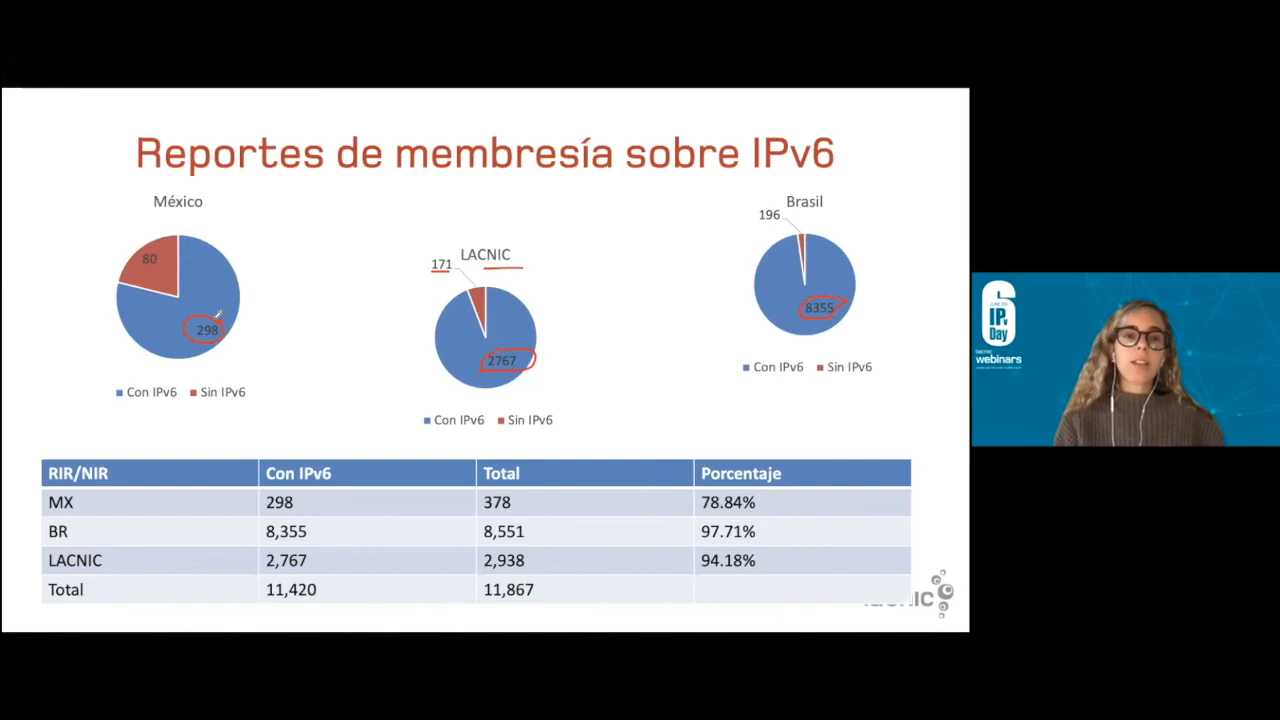 Reportes de membresía sobre IPv6
México
80
298
Con IPv6 Sin IPv6
LACNIC
171
2767
Con IPv6 Sin IPv6
Brasil
196
8355
Con IPv6 Sin IPv6
RIR/NIR Con IPv6 Total Porcentaje
MX 298 378 78.84%
BR 8,355 8,551 97.71%
LACNIC 2,767 2,938 94.18%
Total 11,420 11,867
6
IPv
Day
webinars